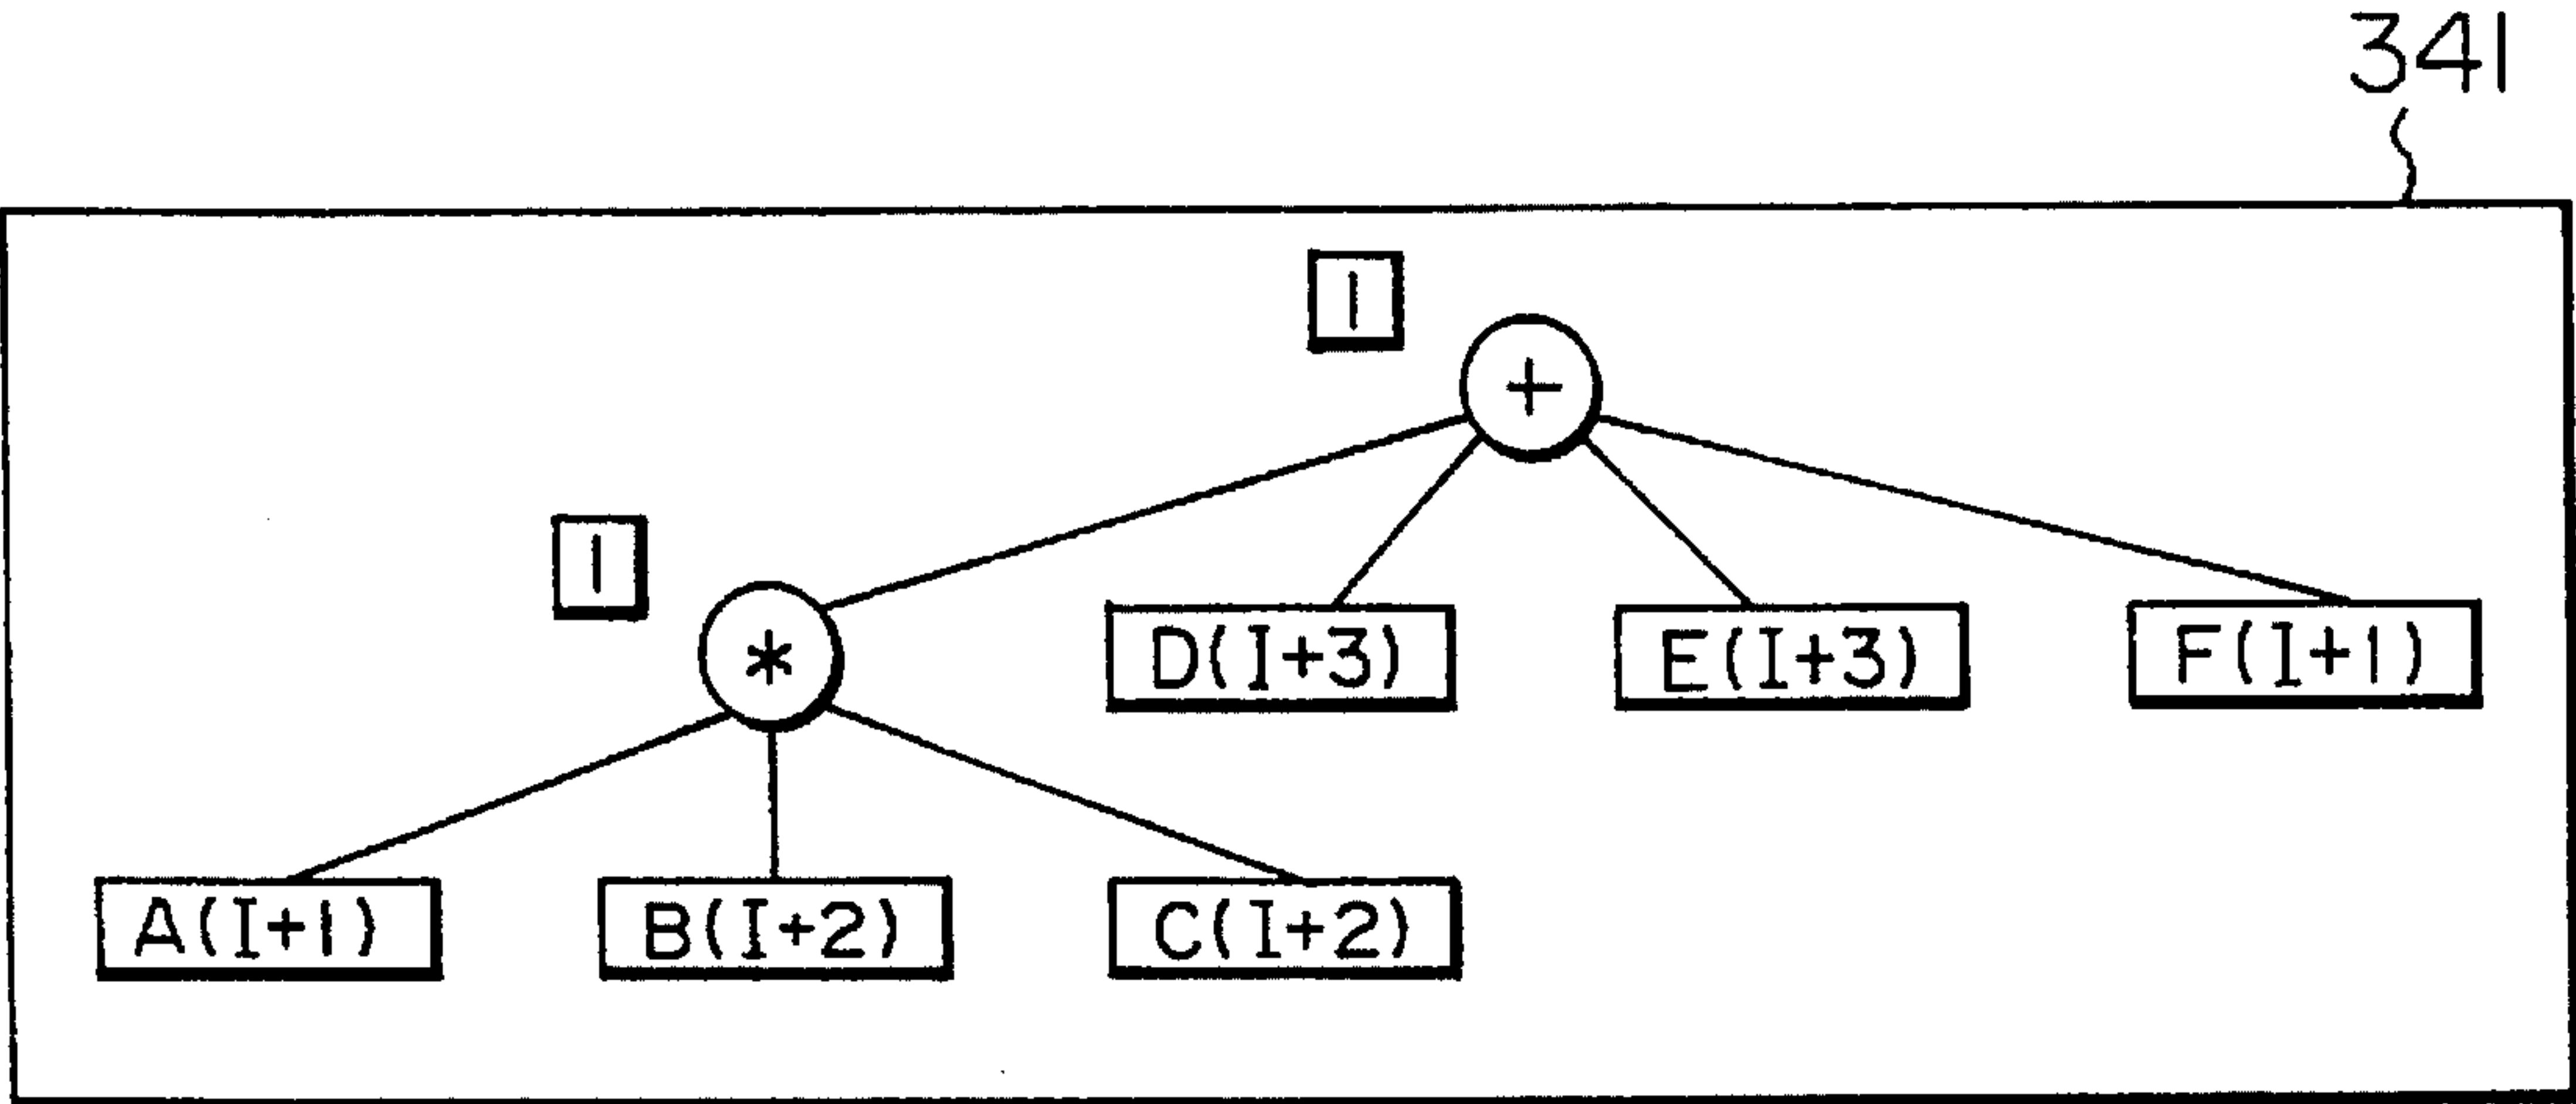 341
1
+
1
*
D(I+3) E(I+3) F(I+1)
A(I+1) B(I+2) C(I+2)